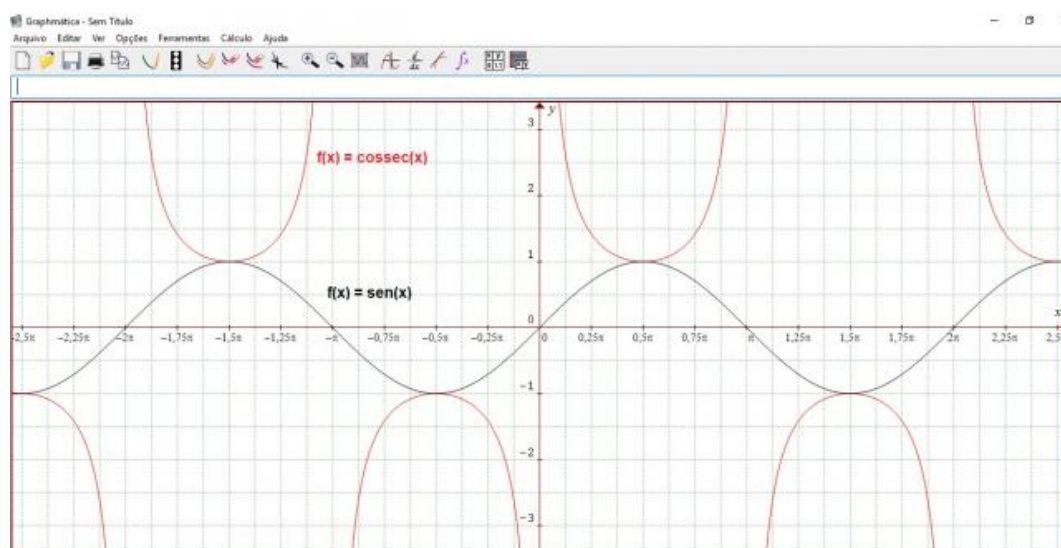 Graphmática - Sem Título
Arquivo Editar Ver Opções Ferramentas Cálculo Ajuda
y
3
f(x) = cossec(x)
2
1
f(x) = sen(x)
0
x
-2,5π -2,25π -2π -1,75π -1,5π -1,25π -π -0,75π -0,5π -0,25π 0 0,25π 0,5π 0,75π π 1,25π 1,5π 1,75π 2π 2,25π 2,5
-1
-2
-3